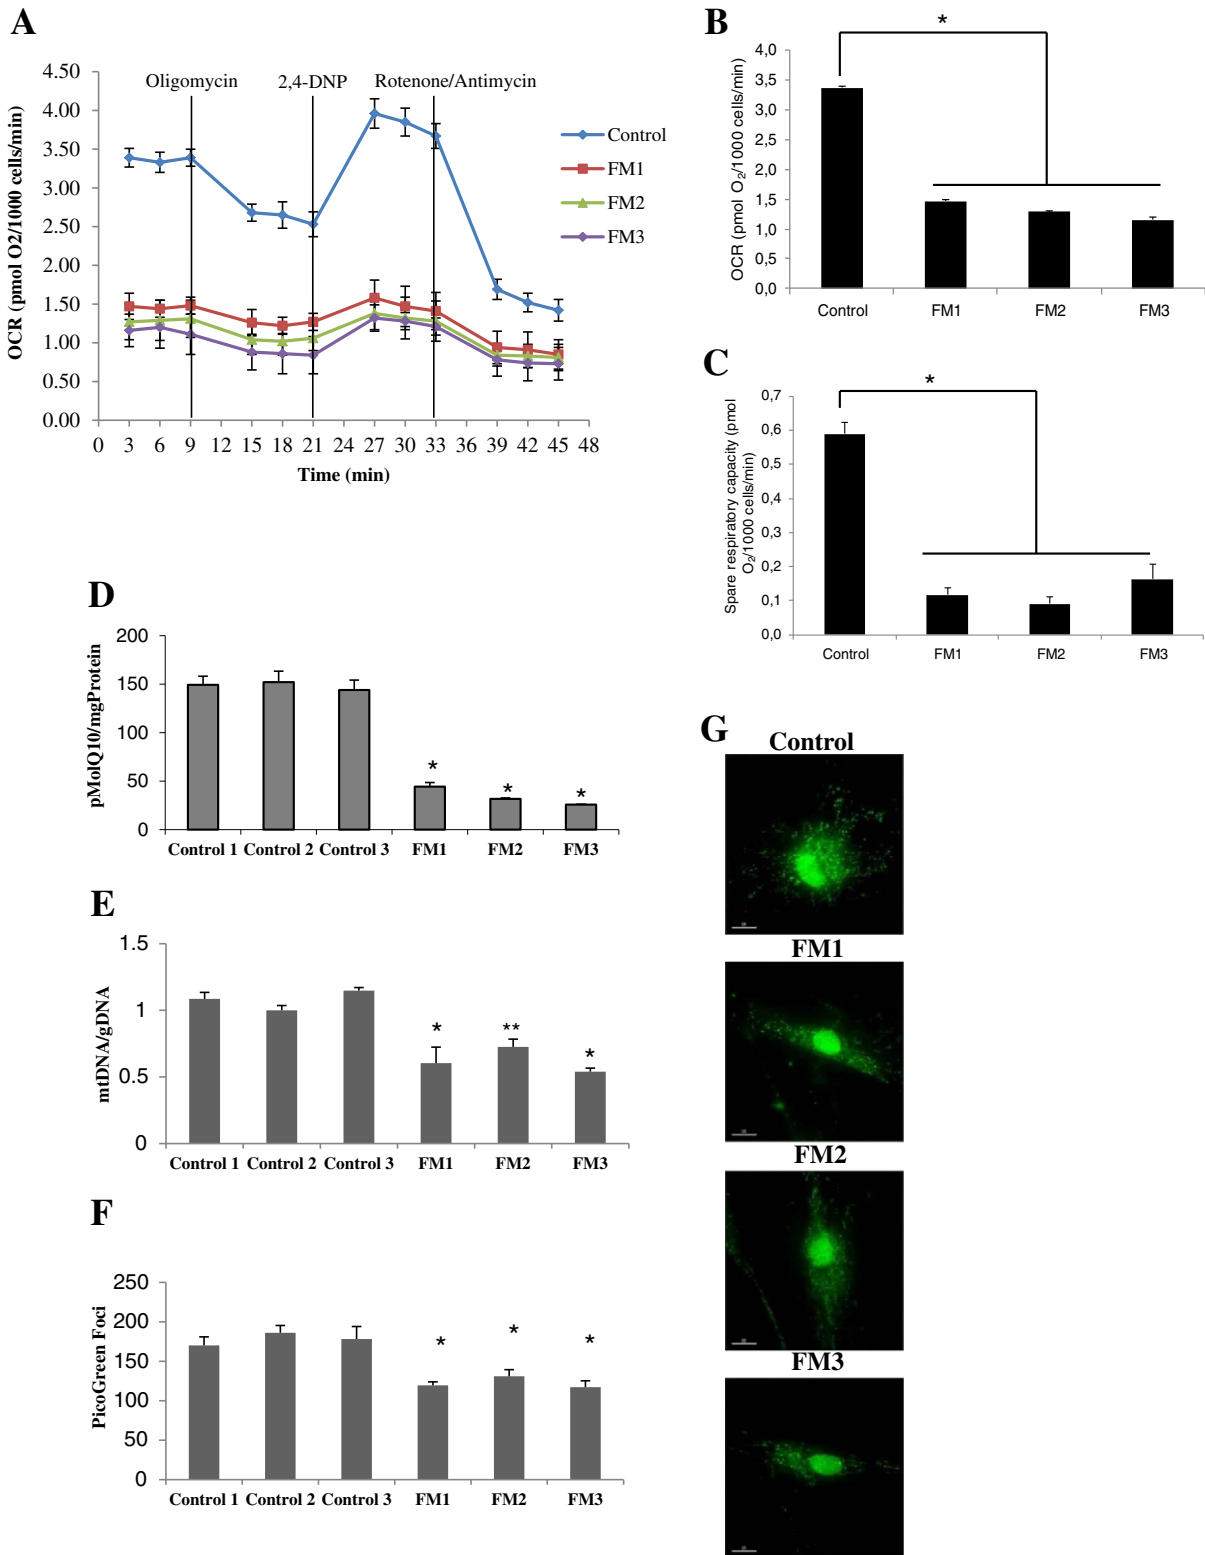 A
OCR (pmol O2/1000 cells/min)
4.50
4.00
3.50
3.00
2.50
2.00
1.50
1.00
0.50
0.00
Oligomycin
2,4-DNP
Rotenone/Antimycin
Control
FM1
FM2
FM3
0 3 6 9 12 15 18 21 24 27 30 33 36 39 42 45 48
Time (min)
B
OCR (pmol O2/1000 cells/min)
4,0
3,5
3,0
2,5
2,0
1,5
1,0
0,5
0,0
*
Control FM1 FM2 FM3
C
Spare respiratory capacity (pmol
O2/1000 cells/min)
0,7
0,6
0,5
0,4
0,3
0,2
0,1
0,0
*
Control FM1 FM2 FM3
D
pMolQ10/mgProtein
200
150
100
50
0
* * *
Control 1 Control 2 Control 3 FM1 FM2 FM3
E
mtDNA/gDNA
1.5
1
0.5
0
* ** *
Control 1 Control 2 Control 3 FM1 FM2 FM3
F
PicoGreen Foci
250
200
150
100
50
0
* * *
Control 1 Control 2 Control 3 FM1 FM2 FM3
G
Control
FM1
FM2
FM3